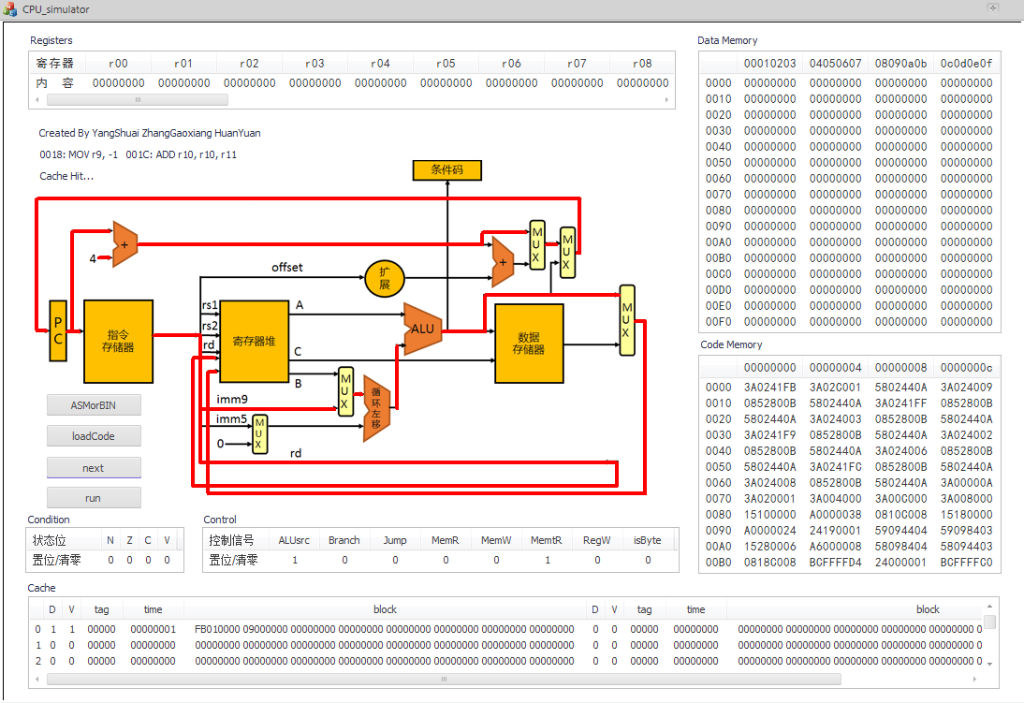 CPU_simulator
Registers
寄存器 r00 r01 r02 r03 r04 r05 r06 r07 r08
内 容 00000000 00000000 00000000 00000000 00000000 00000000 00000000 00000000 00000000
Created By YangShuai ZhangGaoxiang HuanYuan
0018: MOV r9, -1 001C: ADD r10, r10, r11
Cache Hit...
条件码
+
4
offset
扩展
+
MUX
MUX
PC
指令存储器
rs1
rs2
rd
寄存器堆
A
C
B
ALU
数据存储器
MUX
MUX
循环左移
imm9
imm5
0
MUX
rd
ASMorBIN
loadCode
next
run
Data Memory
00010203 04050607 08090a0b 0c0d0e0f
0000 00000000 00000000 00000000 00000000
0010 00000000 00000000 00000000 00000000
0020 00000000 00000000 00000000 00000000
0030 00000000 00000000 00000000 00000000
0040 00000000 00000000 00000000 00000000
0050 00000000 00000000 00000000 00000000
0060 00000000 00000000 00000000 00000000
0070 00000000 00000000 00000000 00000000
0080 00000000 00000000 00000000 00000000
0090 00000000 00000000 00000000 00000000
00A0 00000000 00000000 00000000 00000000
00B0 00000000 00000000 00000000 00000000
00C0 00000000 00000000 00000000 00000000
00D0 00000000 00000000 00000000 00000000
00E0 00000000 00000000 00000000 00000000
00F0 00000000 00000000 00000000 00000000
Code Memory
00000000 00000004 00000008 0000000c
0000 3A0241FB 3A02C001 5802440A 3A024009
0010 0852800B 5802440A 3A0241FF 0852800B
0020 5802440A 3A024003 0852800B 5802440A
0030 3A0241F9 0852800B 5802440A 3A024002
0040 0852800B 5802440A 3A024006 0852800B
0050 5802440A 3A0241FC 0852800B 5802440A
0060 3A024008 0852800B 5802440A 3A00000A
0070 3A020001 3A004000 3A00C000 3A008000
0080 15100000 A0000038 0810C008 15180000
0090 A0000024 24190001 59094404 59098403
00A0 15280006 A6000008 58098404 58094403
00B0 0818C008 BCFFFFD4 24000001 BCFFFFC0
Condition
状态位 N Z C V
置位/清零 0 0 0 0
Control
控制信号 ALUsrc Branch Jump MemR MemW MemtR RegW isByte
置位/清零 1 0 0 0 0 1 0 0
Cache
D V tag time block D V tag time block
0 1 1 00000 00000001 FB010000 09000000 00000000 00000000 00000000 00000000 00000000 00000000 0 0 00000 00000000 00000000 00000000 00000000 00000000 00000000 0
1 0 0 00000 00000000 00000000 00000000 00000000 00000000 00000000 00000000 00000000 00000000 0 0 00000 00000000 00000000 00000000 00000000 00000000 00000000 0
2 0 0 00000 00000000 00000000 00000000 00000000 00000000 00000000 00000000 00000000 00000000 0 0 00000 00000000 00000000 00000000 00000000 00000000 00000000 0